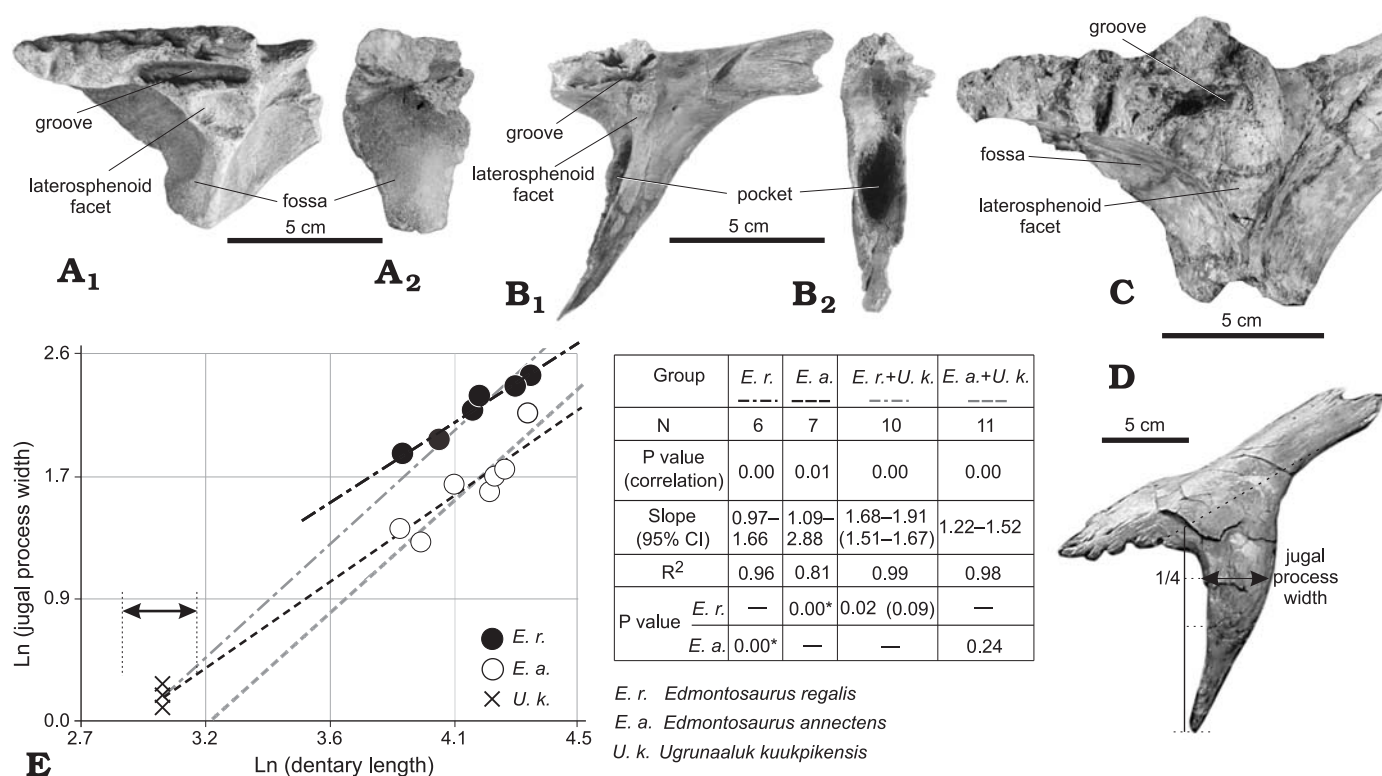 groove
laterosphenoid
facet
fossa
5 cm
A1
A2
groove
laterosphenoid
facet
pocket
5 cm
B1
B2
groove
fossa
laterosphenoid
facet
C
5 cm
D
5 cm
1/4
jugal
process
width
Ln (jugal process width)
2.6
1.7
0.9
0.0
2.7
3.2
3.6
4.1
4.5
Ln (dentary length)
E. r.
E. a.
U. k.
E
Group E. r. E. a. E. r.+U. k. E. a.+U. k.
N 6 7 10 11
P value
(correlation) 0.00 0.01 0.00 0.00
Slope
(95% CI) 0.97–1.66 1.09–2.88 1.68–1.91 (1.51–1.67) 1.22–1.52
R2 0.96 0.81 0.99 0.98
P value E. r. — 0.00* 0.02 (0.09) —
E. a. 0.00* — — 0.24
E. r. Edmontosaurus regalis
E. a. Edmontosaurus annectens
U. k. Ugrunaaluk kuukpikensis